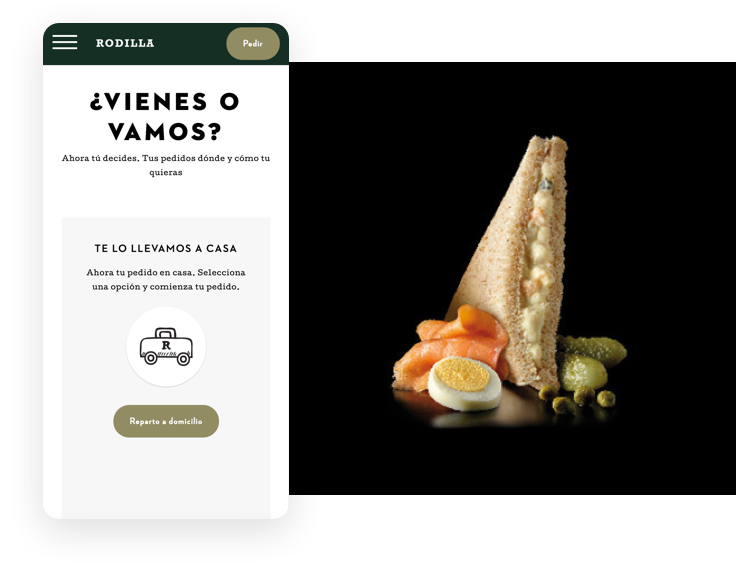 RODILLA
Pedir
¿VIENES O
VAMOS?
Ahora tú decides. Tus pedidos dónde y cómo tu
quieras
TE LO LLEVAMOS A CASA
Ahora tu pedido en casa. Selecciona
una opción y comienza tu pedido.
R
Reparto a domicilio